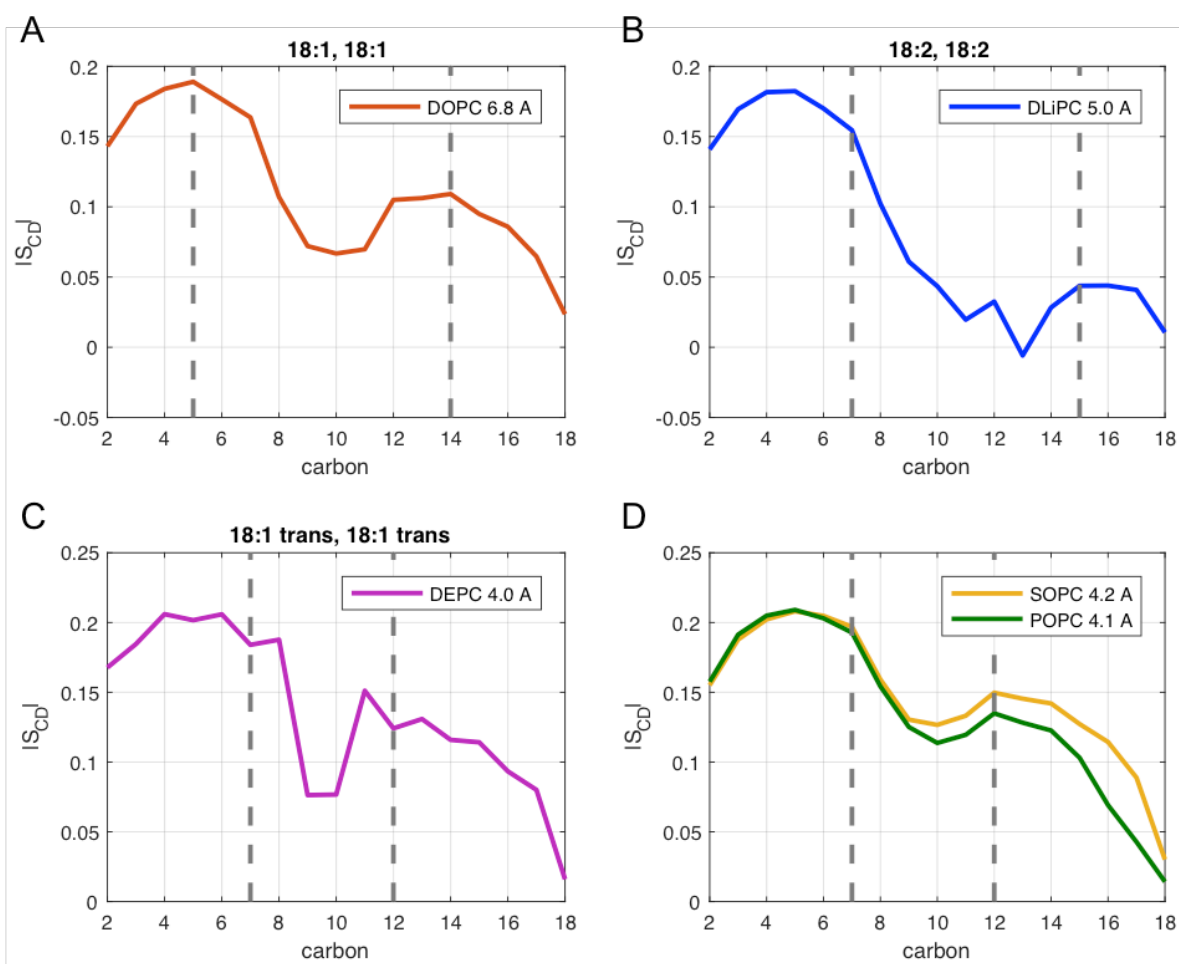 A
18:1, 18:1
DOPC 6.8 A
0.2
0.15
0.1
0.05
0
-0.05
|S_CD|
2 4 6 8 10 12 14 16 18
carbon
B
18:2, 18:2
DLiPC 5.0 A
0.2
0.15
0.1
0.05
0
-0.05
|S_CD|
2 4 6 8 10 12 14 16 18
carbon
C
18:1 trans, 18:1 trans
DEPC 4.0 A
0.25
0.2
0.15
0.1
0.05
0
|S_CD|
2 4 6 8 10 12 14 16 18
carbon
D
SOPC 4.2 A
POPC 4.1 A
0.25
0.2
0.15
0.1
0.05
0
|S_CD|
2 4 6 8 10 12 14 16 18
carbon